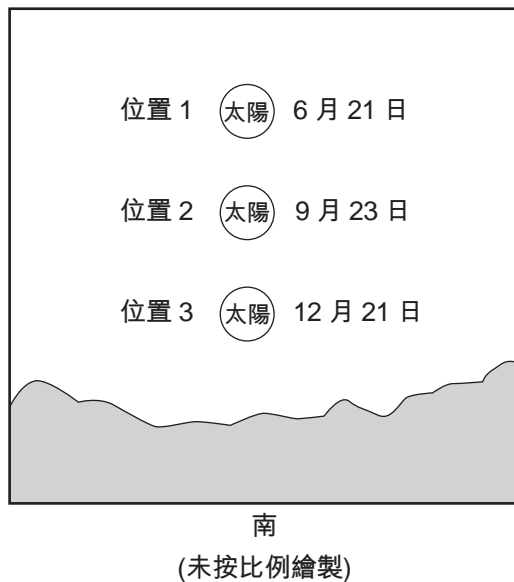 位置 1 太陽 6 月 21 日
位置 2 太陽 9 月 23 日
位置 3 太陽 12 月 21 日
南
(未按比例繪製)